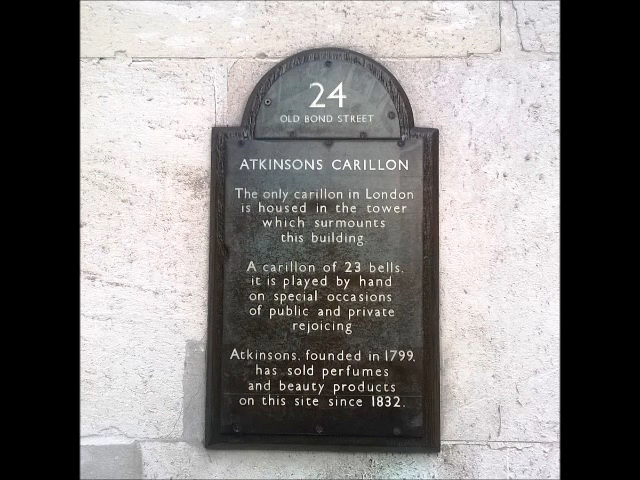 24
OLD BOND STREET
ATKINSONS CARILLON
The only carillon in London
is housed in the tower
which surmounts
this building
A carillon of 23 bells,
it is played by hand
on special occasions
of public and private
rejoicing
Atkinsons, founded in 1799,
has sold perfumes
and beauty products
on this site since 1832.